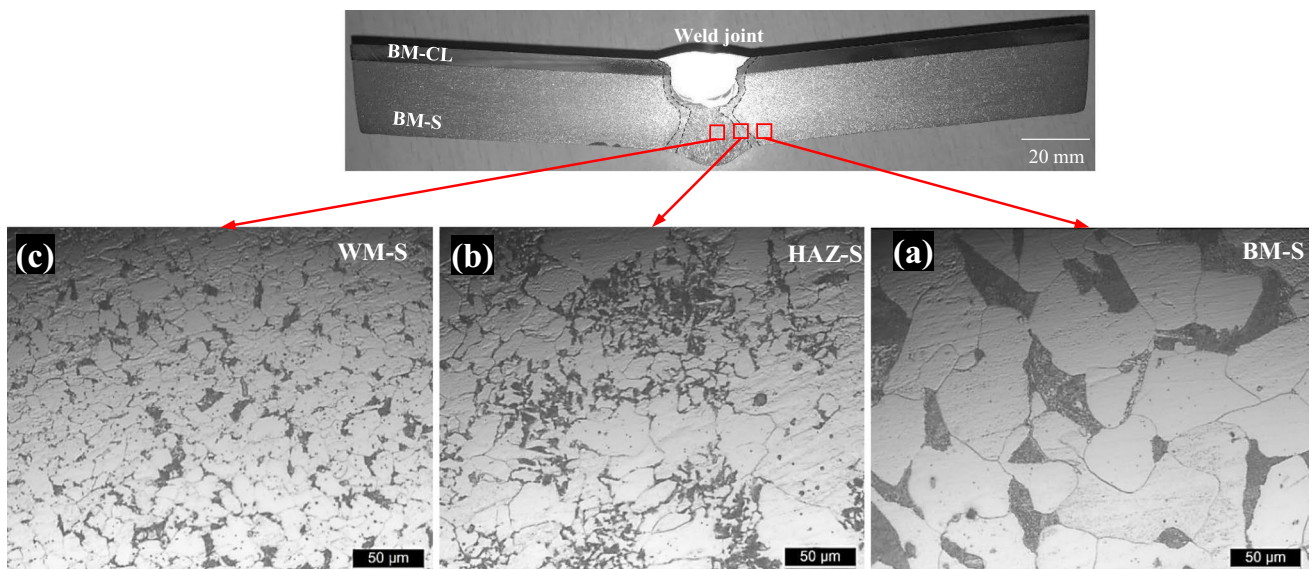 Weld joint
BM-CL
BM-S
20 mm
(c)
WM-S
(b)
HAZ-S
(a)
BM-S
50 µm
50 µm
50 µm